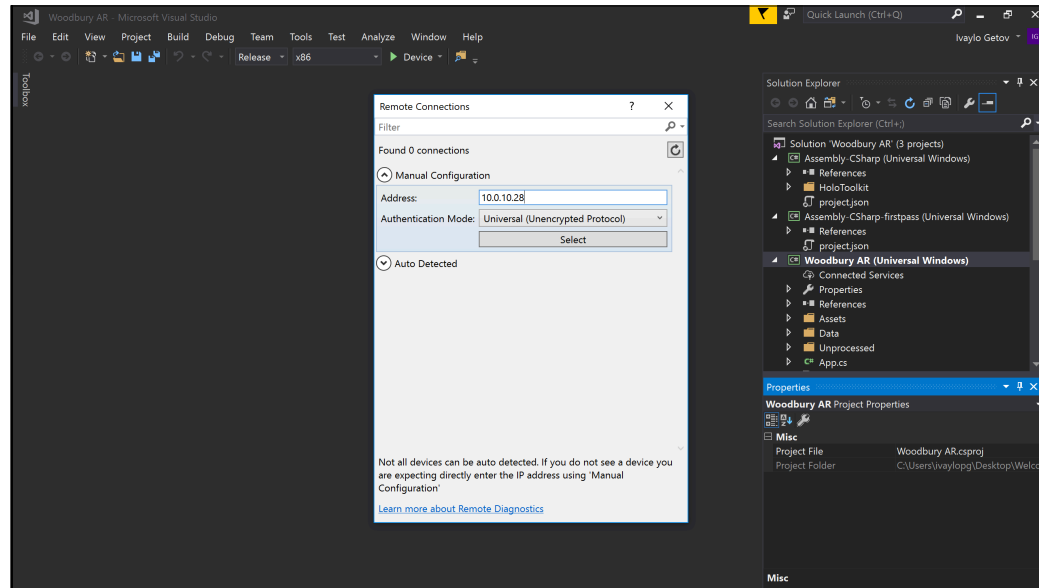 Woodbury AR - Microsoft Visual Studio
Quick Launch (Ctrl+Q)
File Edit View Project Build Debug Team Tools Test Analyze Window Help
Ivaylo Getov IG
Release x86 Device
Toolbox
Remote Connections ?
Filter
Found 0 connections
Manual Configuration
Address: 10.0.10.28
Authentication Mode: Universal (Unencrypted Protocol)
Select
Auto Detected
Not all devices can be auto detected. If you do not see a device you
are expecting directly enter the IP address using 'Manual
Configuration'
Learn more about Remote Diagnostics
Solution Explorer
Search Solution Explorer (Ctrl+;)
Solution 'Woodbury AR' (3 projects)
C# Assembly-CSharp (Universal Windows)
References
HoloToolkit
project.json
C# Assembly-CSharp-firstpass (Universal Windows)
References
project.json
C# Woodbury AR (Universal Windows)
Connected Services
Properties
References
Assets
Data
Unprocessed
C# App.cs
Properties
Woodbury AR Project Properties
Misc
Project File Woodbury AR.csproj
Project Folder C:\Users\ivaylopg\Desktop\Welco
Misc